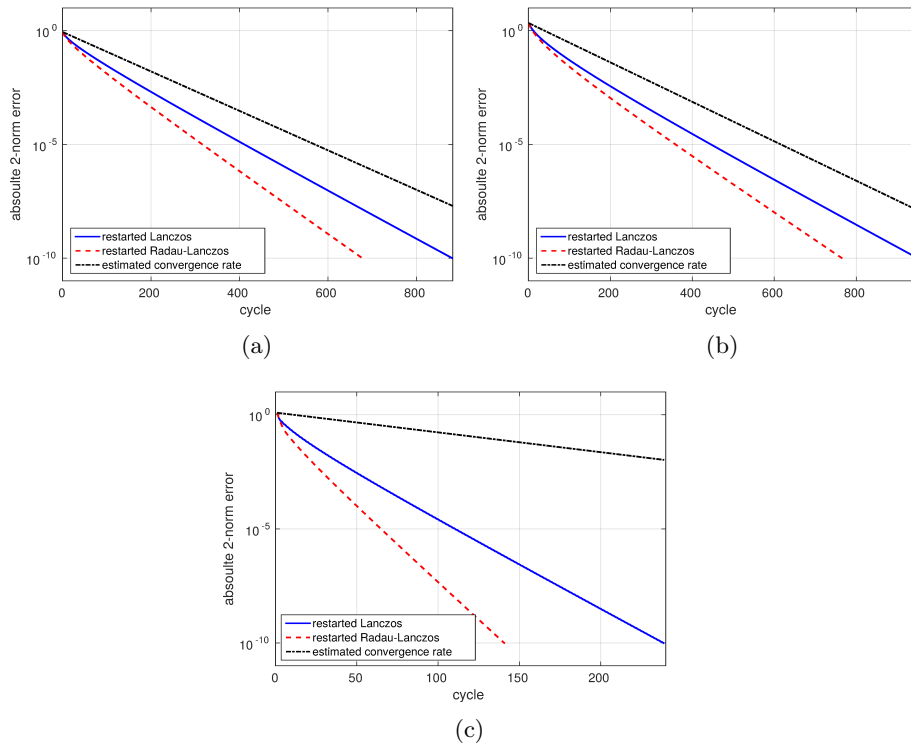 10^0
10^-5
10^-10
absoulte 2-norm error
restarted Lanczos
restarted Radau-Lanczos
estimated convergence rate
0 200 400 600 800
cycle
(a)
10^0
10^-5
10^-10
absoulte 2-norm error
restarted Lanczos
restarted Radau-Lanczos
estimated convergence rate
0 200 400 600 800
cycle
(b)
10^0
10^-5
10^-10
absoulte 2-norm error
restarted Lanczos
restarted Radau-Lanczos
estimated convergence rate
0 50 100 150 200
cycle
(c)